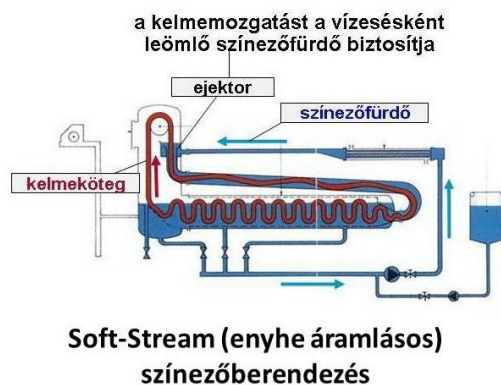 a kelmemozgatást a vízesésként
leömlő színezőfürdő biztosítja
ejektor
színezőfürdő
kelmeköteg
Soft-Stream (enyhe áramlásos)
színezőberendezés